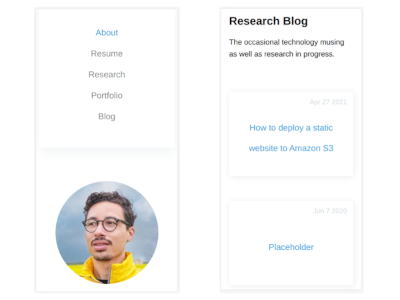 About
Resume
Research
Portfolio
Blog
Research Blog
The occasional technology musing
as well as research in progress.
Apr 27 2021
How to deploy a static
website to Amazon S3
Jun 7 2020
Placeholder